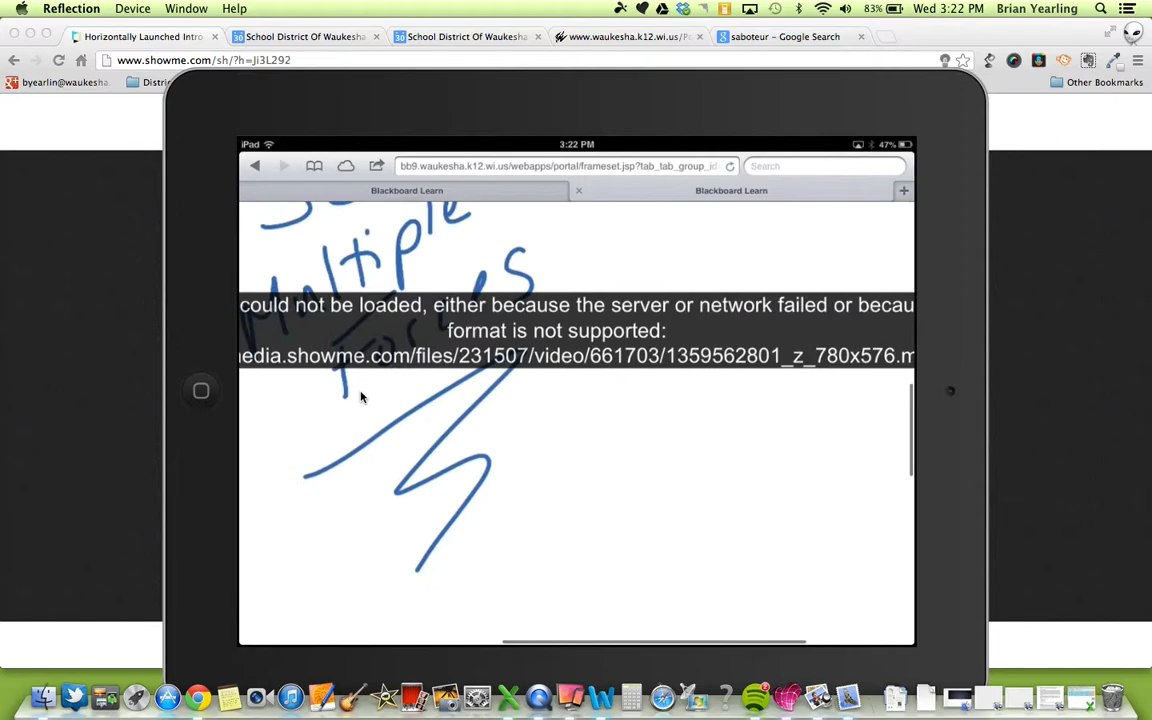 Reflection Device Window Help 83% Wed 3:22 PM Brian Yearling
Horizontally Launched Intro
School District Of Waukesha
School District Of Waukesha
www.waukesha.k12.wi.us/P
saboteur - Google Search
www.showme.com/sh/?h=Ji3L292
byearlin@waukesha
Distri
Other Bookmarks
iPad 3:22 PM 47%
bb9.waukesha.k12.wi.us/webapps/portal/frameset.jsp?tab_tab_group_id
Search
Blackboard Learn
Blackboard Learn
Multiple
Forces
could not be loaded, either because the server or network failed or becau
format is not supported:
edia.showme.com/files/231507/video/661703/1359562801_z_780x576.m